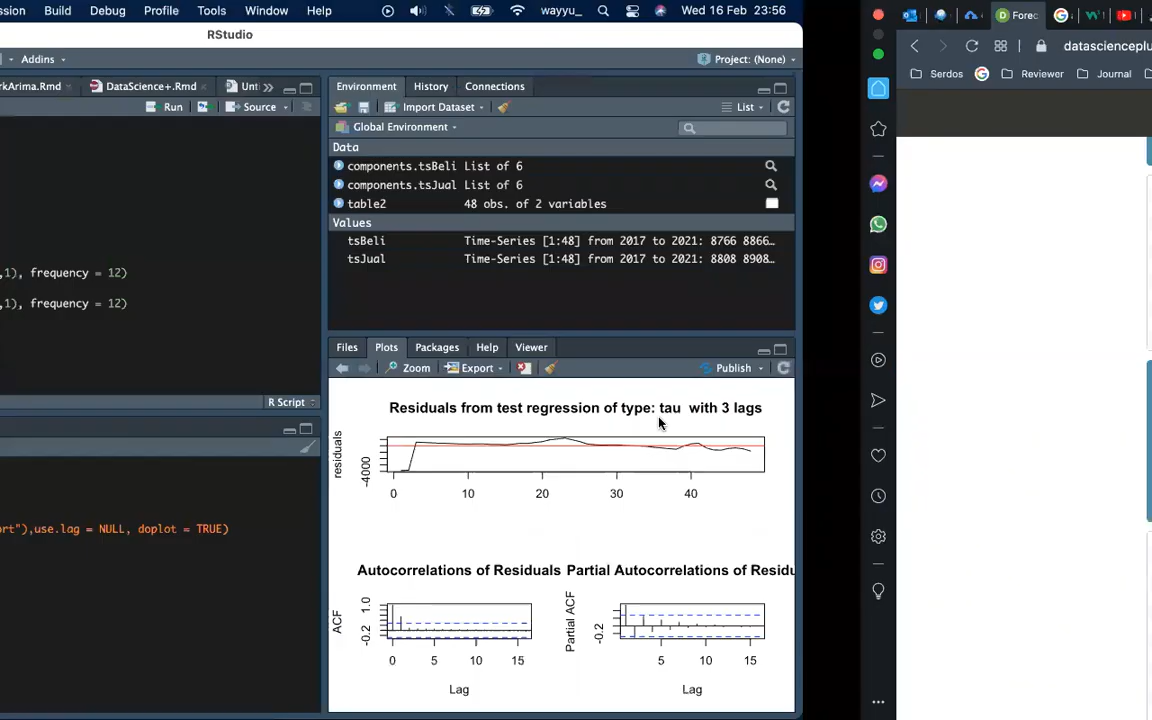 ssion Build Debug Profile Tools Window Help wayyu_ Wed 16 Feb 23:56
RStudio
Addins Project: (None)
rkArima.Rmd DataScience+.Rmd Unt
Run Source
,1), frequency = 12)
,1), frequency = 12)
R Script
ort"),use.lag = NULL, doplot = TRUE)
Environment History Connections
Import Dataset List
Global Environment
Data
components.tsBeli List of 6
components.tsJual List of 6
table2 48 obs. of 2 variables
Values
tsBeli Time-Series [1:48] from 2017 to 2021: 8766 8866…
tsJual Time-Series [1:48] from 2017 to 2021: 8808 8908…
Files Plots Packages Help Viewer
Zoom Export Publish
Residuals from test regression of type: tau with 3 lags
residuals
-4000
0 10 20 30 40
Autocorrelations of Residuals Partial Autocorrelations of Residu
ACF
-0.2 1.0
0 5 10 15
Lag
Partial ACF
-0.2
5 10 15
Lag
Forec
datascienceplu
Serdos Reviewer Journal